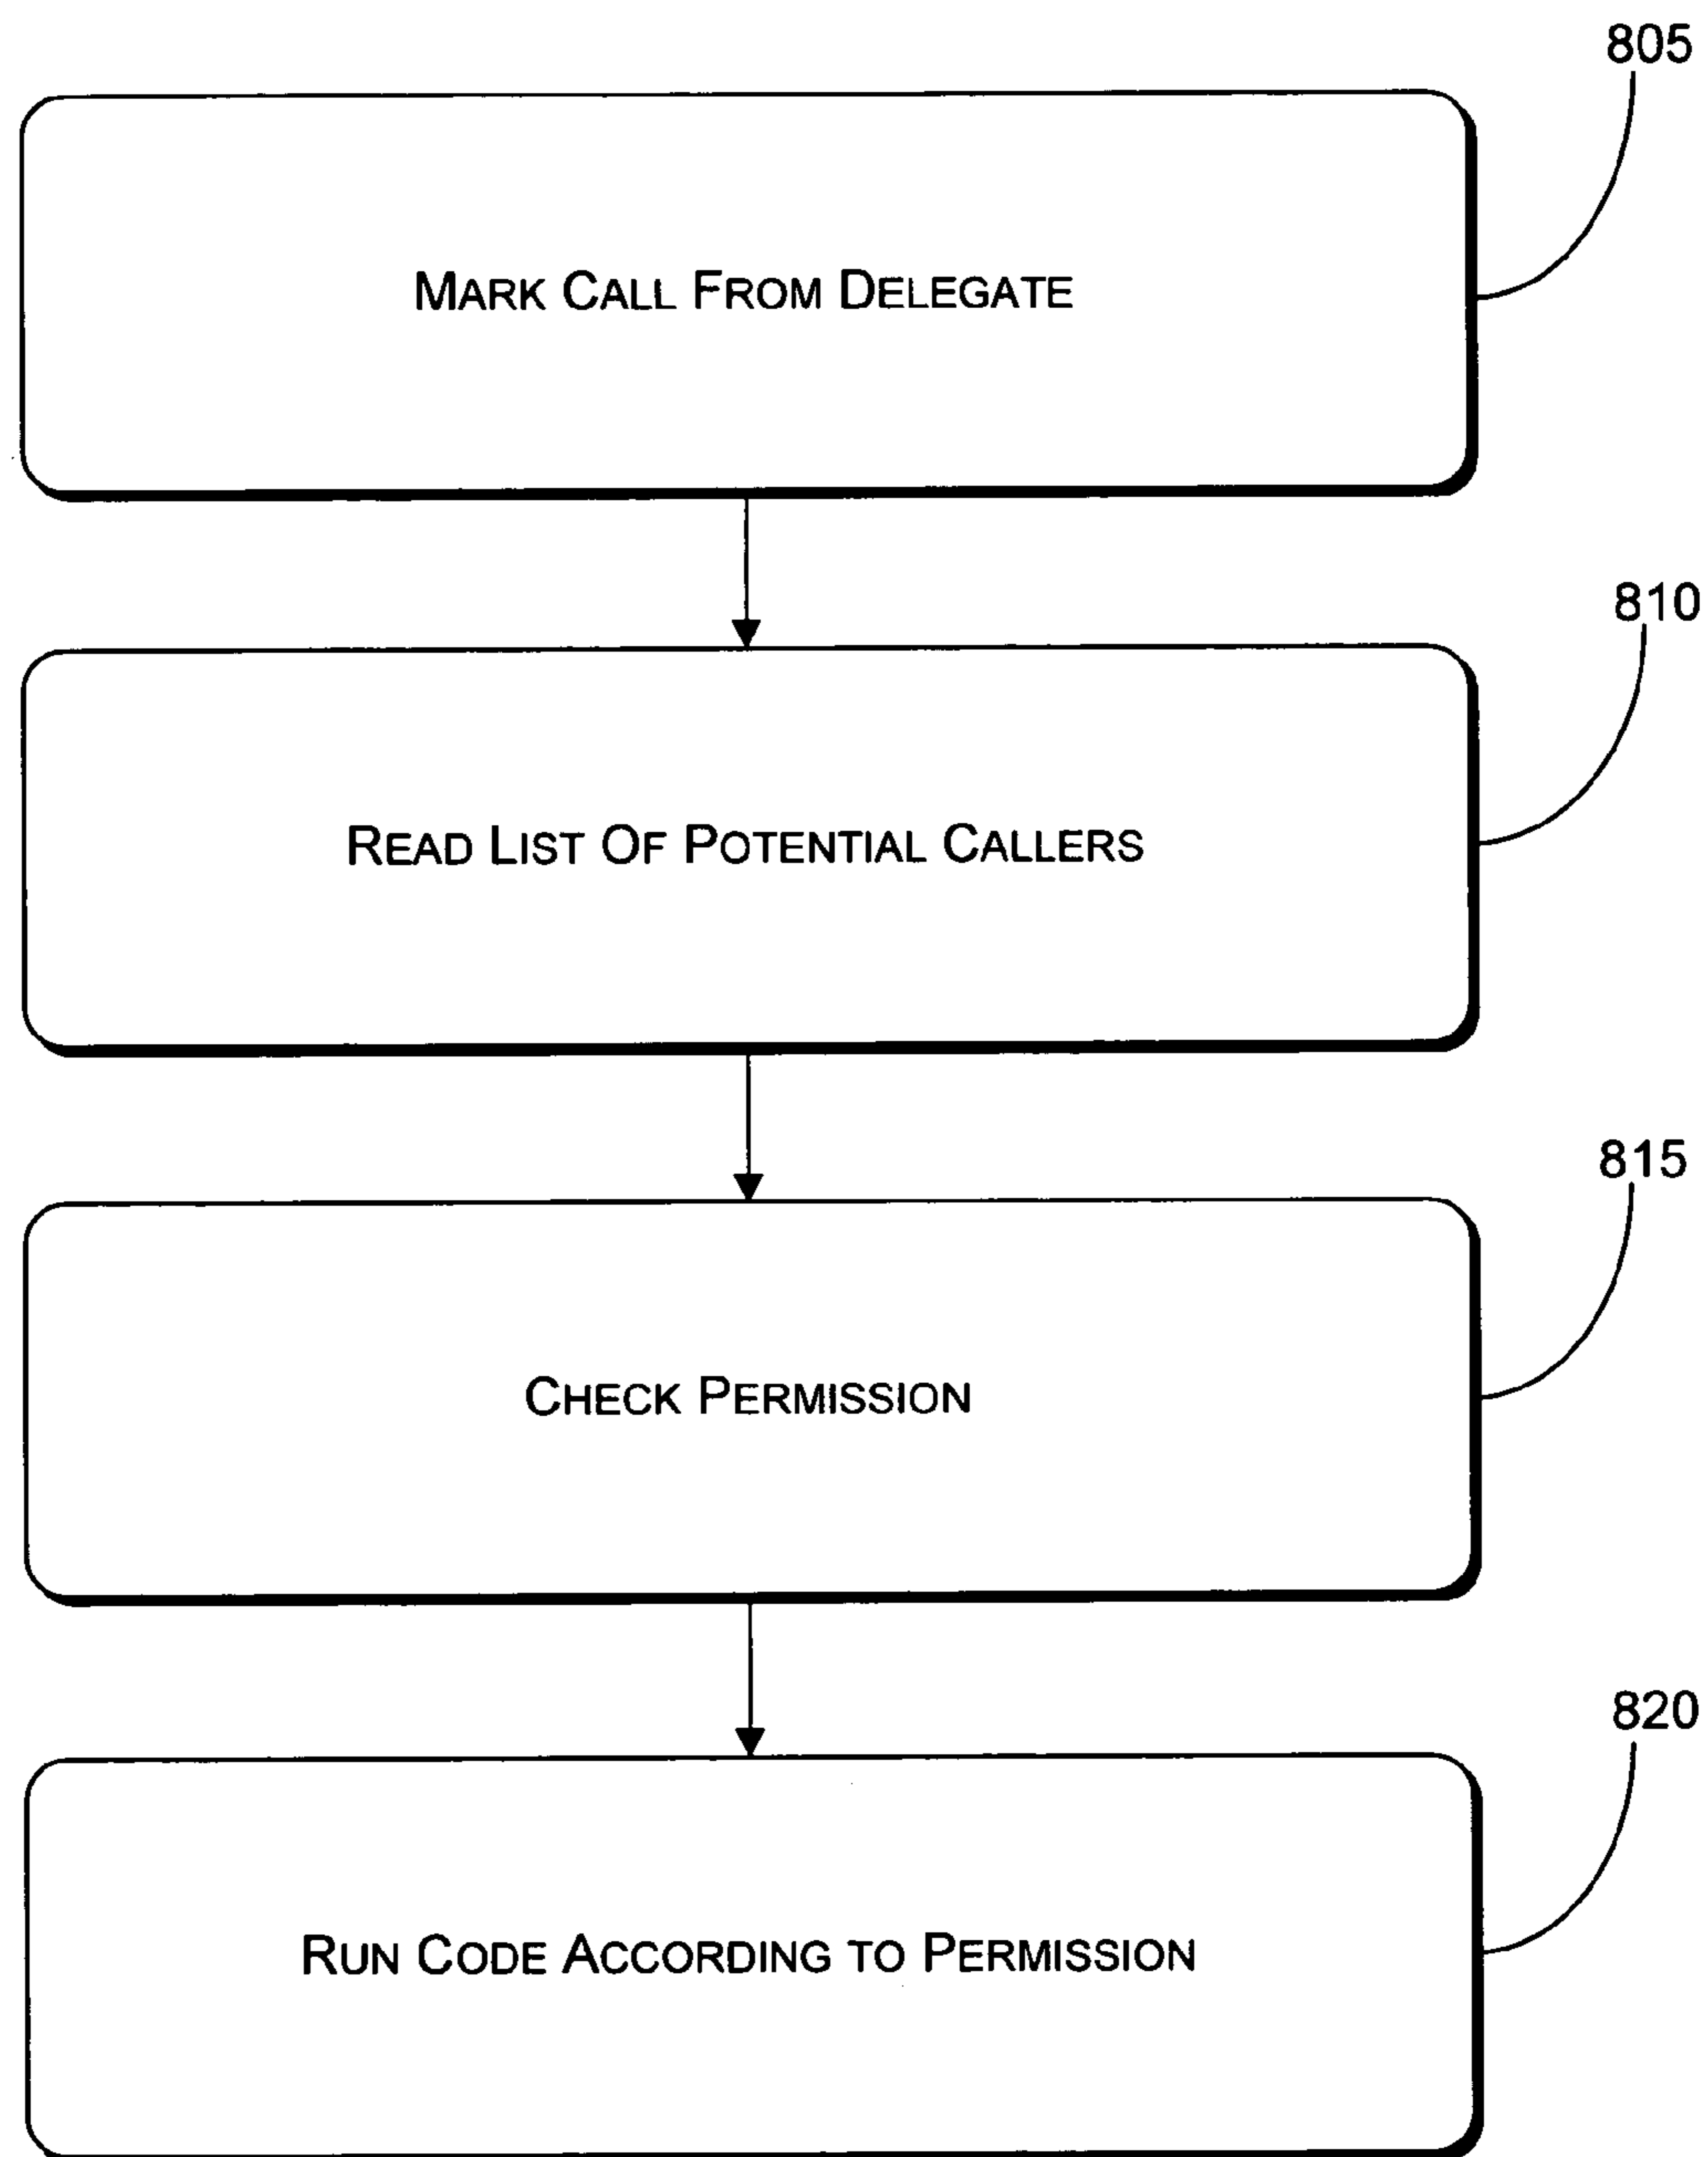 805
MARK CALL FROM DELEGATE
810
READ LIST OF POTENTIAL CALLERS
815
CHECK PERMISSION
820
RUN CODE ACCORDING TO PERMISSION